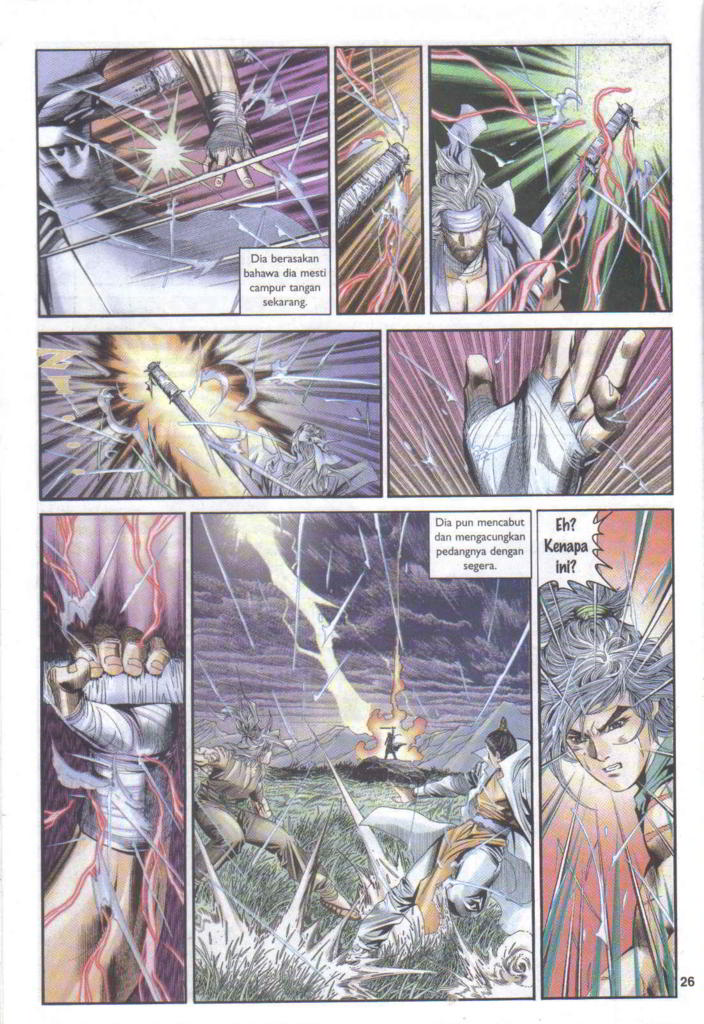 Dia berasakan
bahawa dia mesti
campur tangan
sekarang.
Dia pun mencabut
dan mengacungkan
pedangnya dengan
segera.
Eh?
Kenapa
ini?
26